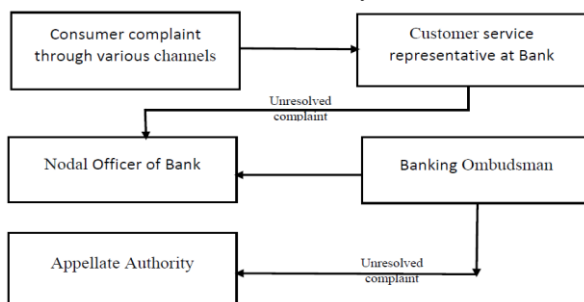 Consumer complaint
through various channels
Customer service
representative at Bank
Unresolved
complaint
Nodal Officer of Bank
Banking Ombudsman
Appellate Authority
Unresolved
complaint